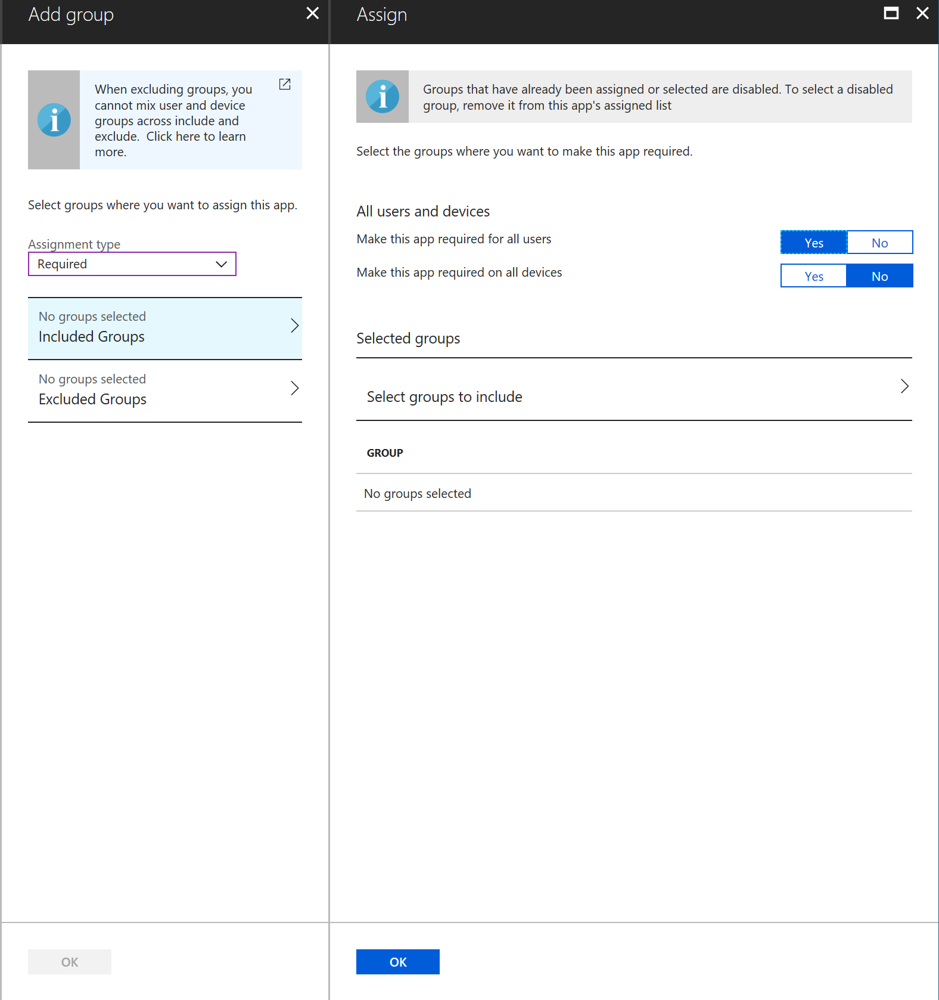 Add group
When excluding groups, you
cannot mix user and device
groups across include and
exclude.  Click here to learn
more.
Select groups where you want to assign this app.
Assignment type
Required
No groups selected
Included Groups
No groups selected
Excluded Groups
OK
Assign
Groups that have already been assigned or selected are disabled. To select a disabled
group, remove it from this app's assigned list
Select the groups where you want to make this app required.
All users and devices
Make this app required for all users
Yes No
Make this app required on all devices
Yes No
Selected groups
Select groups to include
GROUP
No groups selected
OK